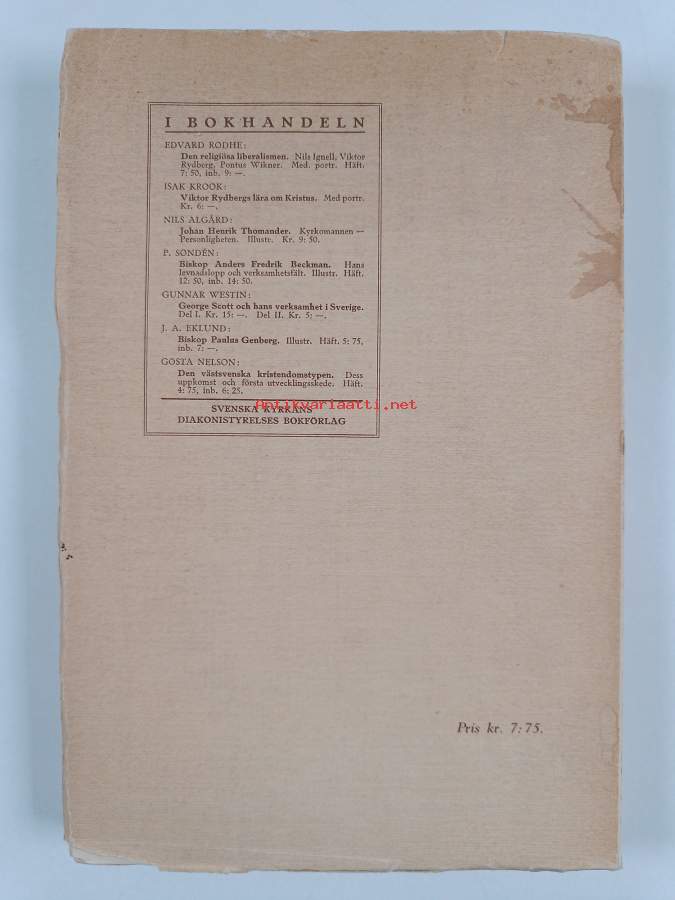 I BOKHANDELN
EDVARD RODHE:
Den religiösa liberalismen. Nils Ignell, Viktor
Rydberg, Pontus Wikner. Med. portr. Häft.
7: 50, inb. 9: —.
ISAK KROOK:
Viktor Rydbergs lära om Kristus. Med portr.
Kr. 6: —.
NILS ALGÅRD:
Johan Henrik Thomander. Kyrkomannen —
Personligheten. Illustr. Kr. 9: 50.
P. SONDÉN:
Biskop Anders Fredrik Beckman. Hans
levnadslopp och verksamhetsfält. Illustr. Häft.
12: 50, inb. 14: 50.
GUNNAR WESTIN:
George Scott och hans verksamhet i Sverige.
Del I. Kr. 15: —. Del II. Kr. 5: —.
J. A. EKLUND:
Biskop Paulus Genberg. Illustr. Häft. 5: 75,
inb. 7: —.
GÖSTA NELSON:
Den västsvenska kristendomstypen. Dess
uppkomst och första utvecklingsskede. Häft.
4: 75, inb. 6: 25.
Antikvariaatti.net
SVENSKA KYRKANS
DIAKONISTYRELSES BOKFÖRLAG
Pris kr. 7: 75.